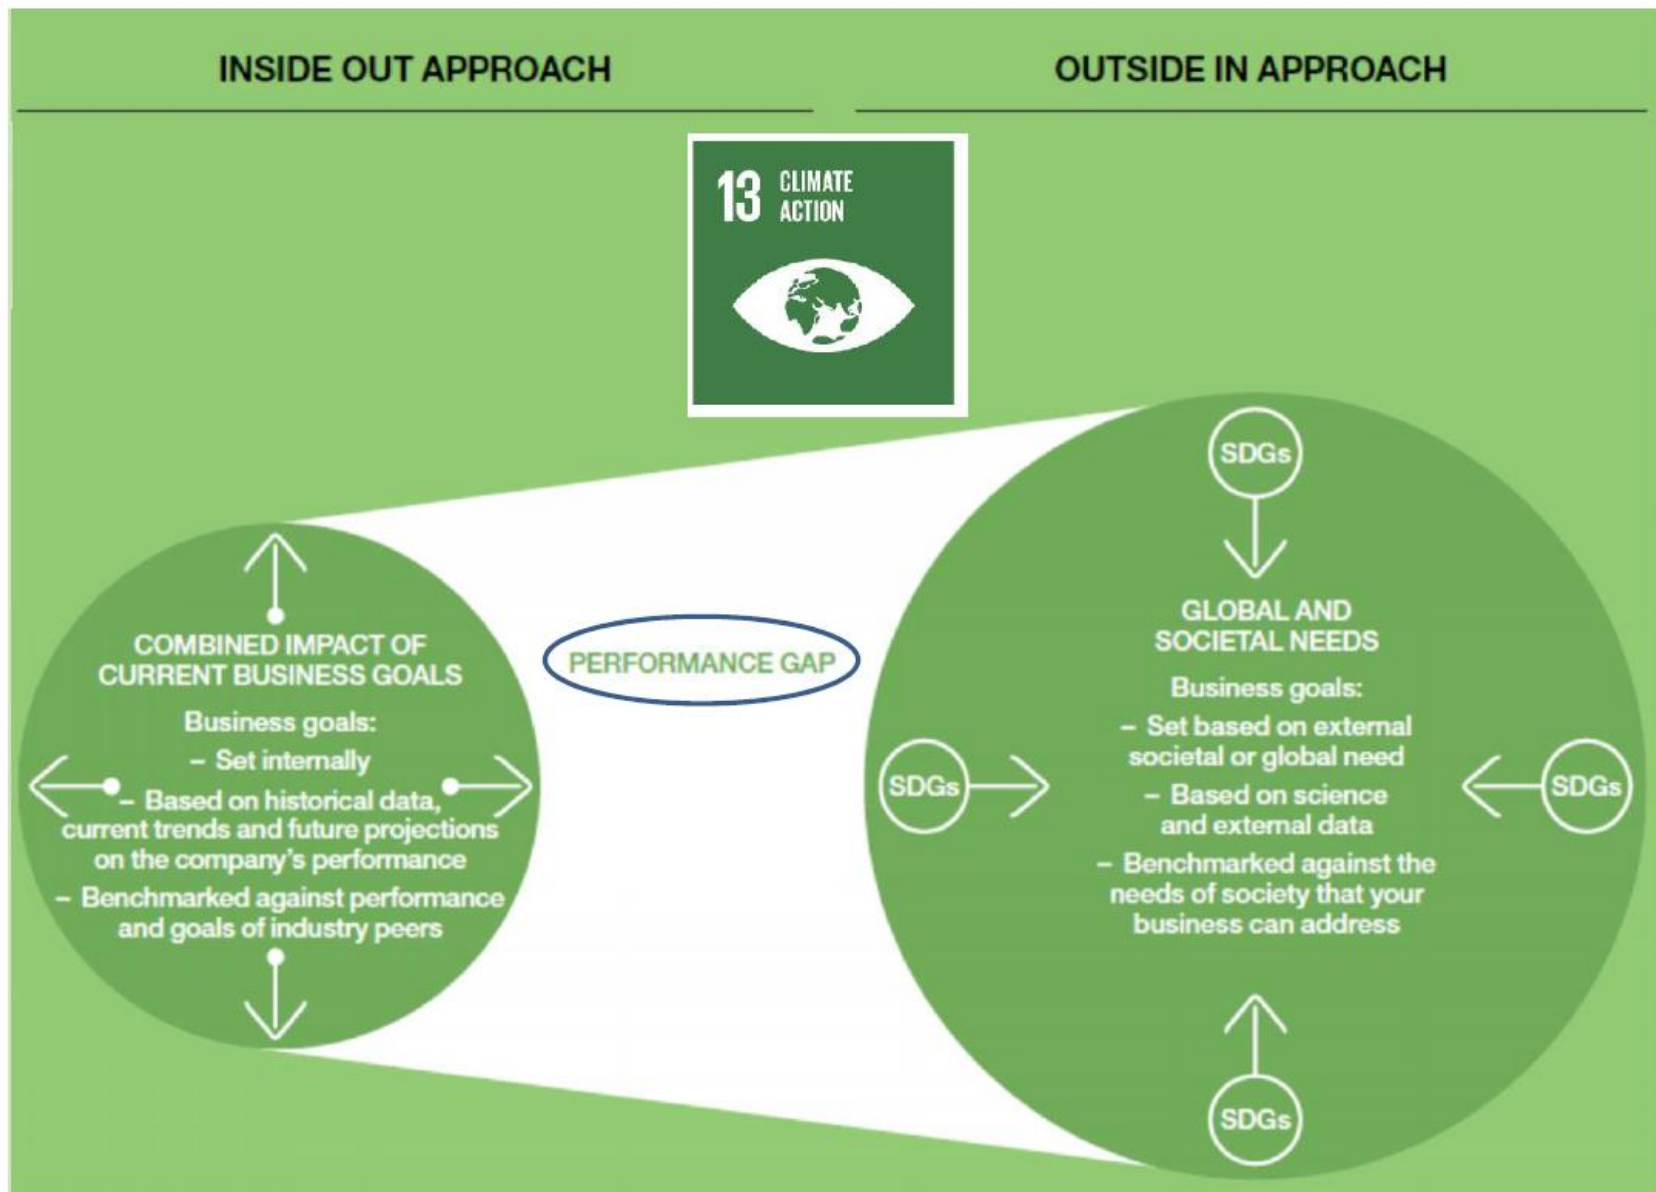 INSIDE OUT APPROACH
OUTSIDE IN APPROACH
13 CLIMATE
ACTION
COMBINED IMPACT OF
CURRENT BUSINESS GOALS
Business goals:
– Set internally
– Based on historical data,
current trends and future projections
on the company's performance
– Benchmarked against performance
and goals of industry peers
PERFORMANCE GAP
SDGs
GLOBAL AND
SOCIETAL NEEDS
Business goals:
– Set based on external
societal or global need
– Based on science
and external data
– Benchmarked against the
needs of society that your
business can address
SDGs
SDGs
SDGs